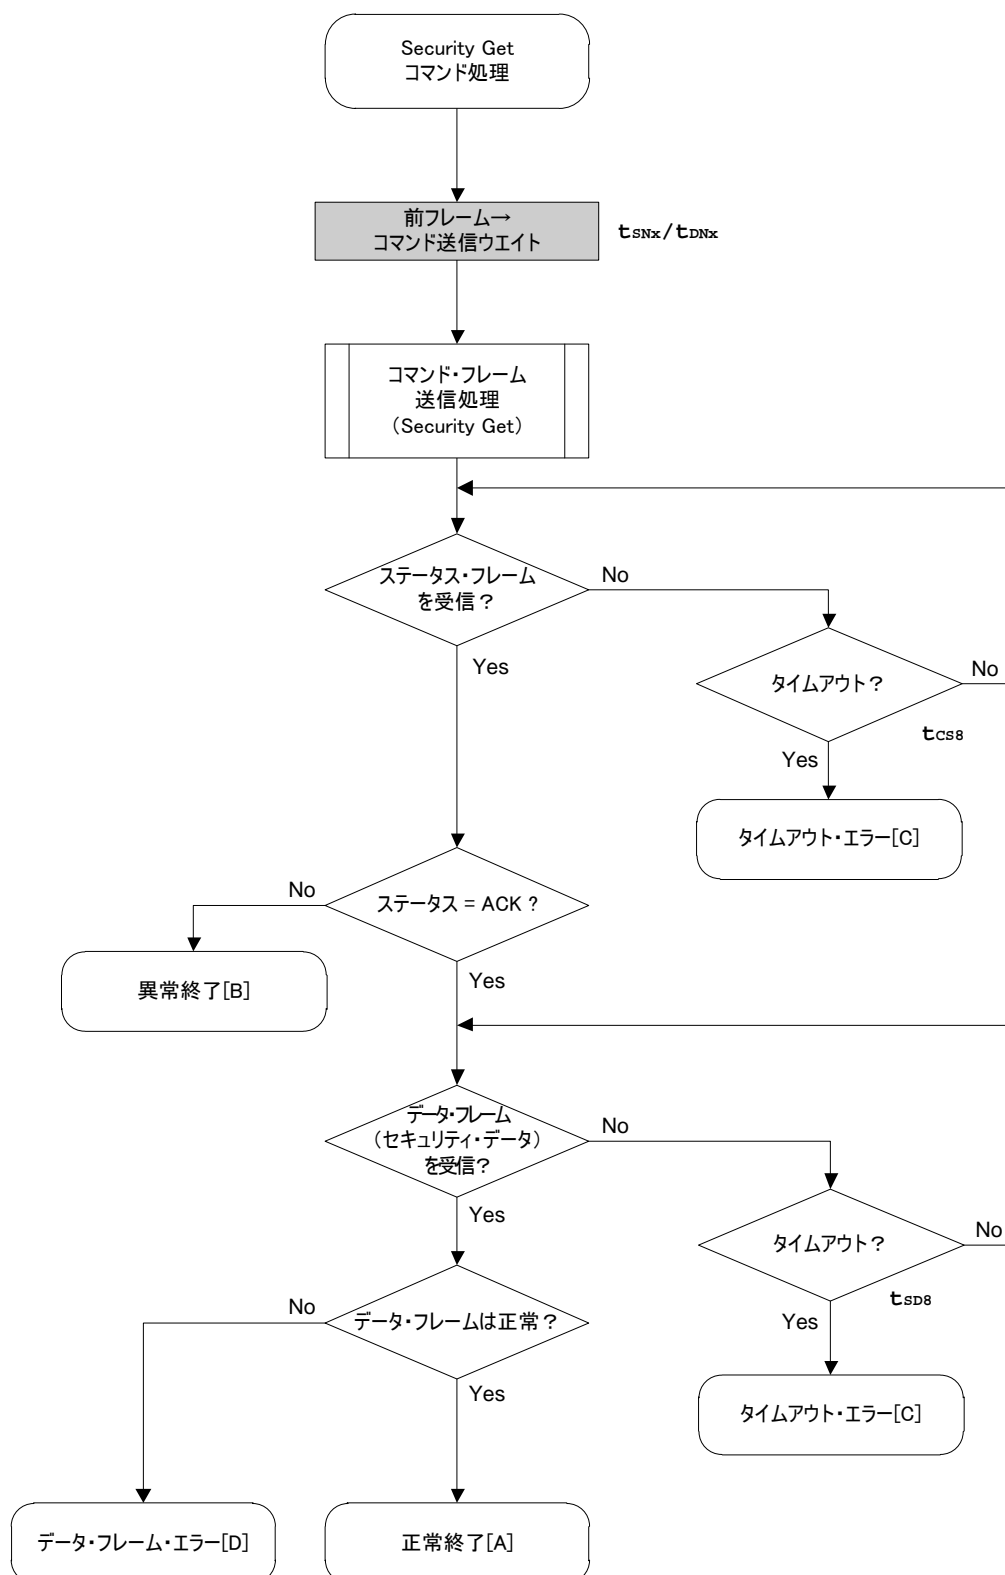 Security Get
コマンド処理
前フレーム→
コマンド送信ウエイト
tSNx/tDNx
コマンド・フレーム
送信処理
（Security Get）
ステータス・フレーム
を受信？
No
Yes
タイムアウト？
No
tCS8
Yes
タイムアウト・エラー[C]
ステータス = ACK ?
No
Yes
異常終了[B]
データ・フレーム
（セキュリティ・データ）
を受信？
No
Yes
タイムアウト？
No
tSD8
Yes
タイムアウト・エラー[C]
データ・フレームは正常？
No
Yes
データ・フレーム・エラー[D]
正常終了[A]